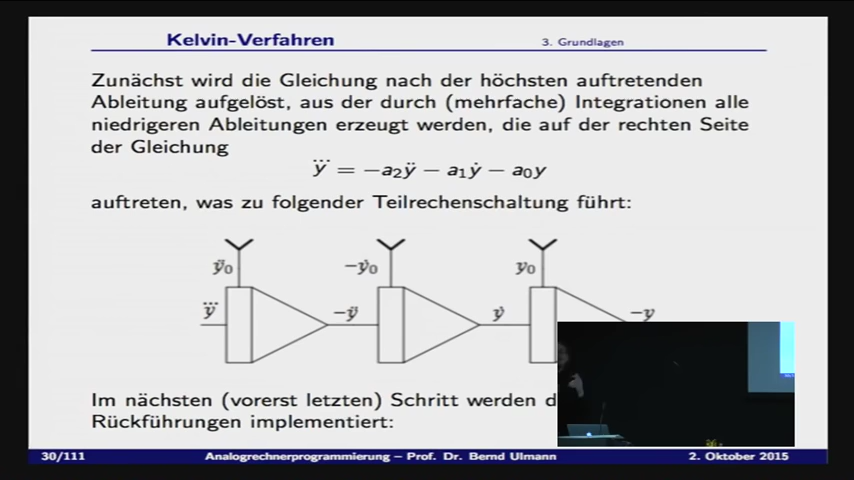 Kelvin-Verfahren 3. Grundlagen
Zunächst wird die Gleichung nach der höchsten auftretenden
Ableitung aufgelöst, aus der durch (mehrfache) Integrationen alle
niedrigeren Ableitungen erzeugt werden, die auf der rechten Seite
der Gleichung
y⃛ = −a₂ÿ − a₁ẏ − a₀y
auftreten, was zu folgender Teilrechenschaltung führt:
ÿ₀ −ẏ₀ y₀
y⃛ −ÿ ẏ −y
Im nächsten (vorerst letzten) Schritt werden
Rückführungen implementiert:
30/111 Analogrechnerprogrammierung – Prof. Dr. Bernd Ulmann 2. Oktober 2015